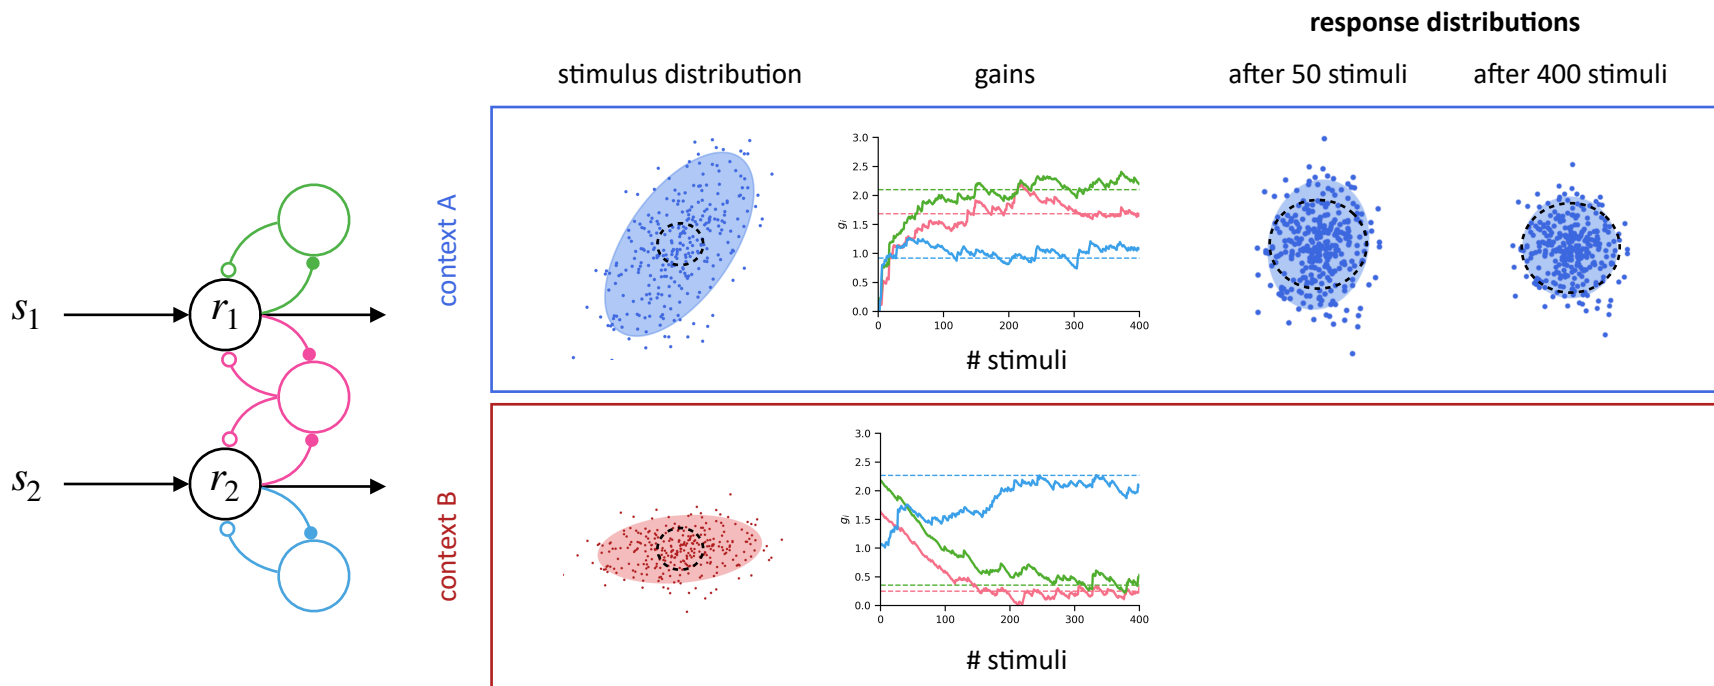 response distributions
stimulus distribution
gains
after 50 stimuli
after 400 stimuli
context A
3.0
2.5
2.0
1.5
1.0
0.5
0.0
gᵢ
0
100
200
300
400
# stimuli
s₁
r₁
s₂
r₂
context B
3.0
2.5
2.0
1.5
1.0
0.5
0.0
gᵢ
0
100
200
300
400
# stimuli